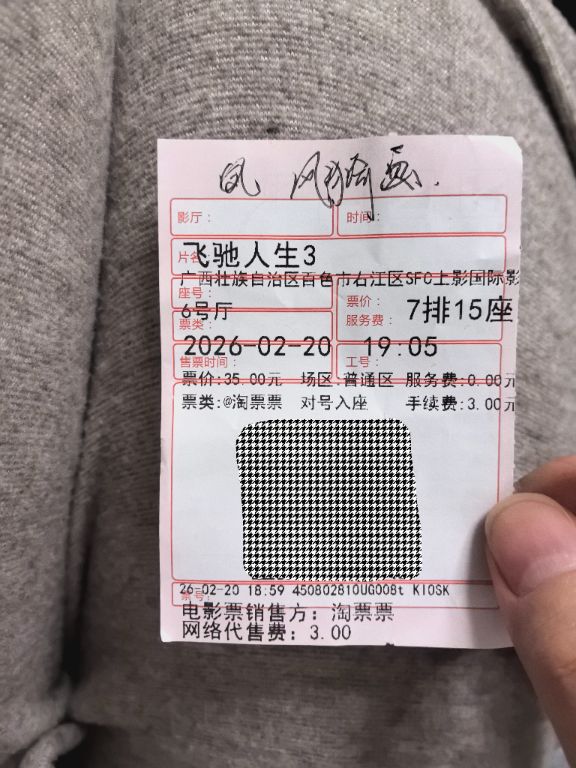 影厅：
时间：
片名
飞驰人生3
广西壮族自治区百色市右江区SFC上影国际影
座号：
票价：
6号厅
7排15座
票类：
服务费：
2026-02-20 19:05
售票时间：
工号：
票价:35.00元 场区:普通区 服务费:0.00元
票类:@淘票票 对号入座 手续费:3.00元
26-02-20 18:59 450802810UG008t KIOSK
票号：
电影票销售方：淘票票
网络代售费：3.00